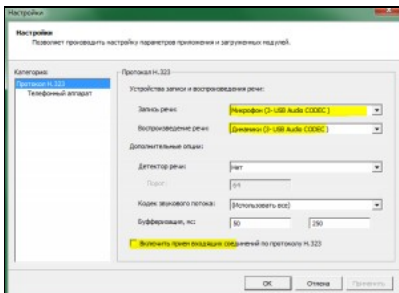 Настройки
Настройки
Позволяет производить настройку параметров приложения и загруженных модулей.
Категория:
Протокол H.323
Телефонный аппарат
Протокол H.323
Устройства записи и воспроизведения речи:
Запись речи: Микрофон (3- USB Audio CODEC )
Воспроизведение речи: Динамики (3- USB Audio CODEC )
Дополнительные опции:
Детектор речи: Нет
Порог: 64
Кодек звукового потока: (Использовать все)
Буфферизация, мс: 50 250
Включить прием входящих соединений по протоколу H.323
OK Отмена Применить